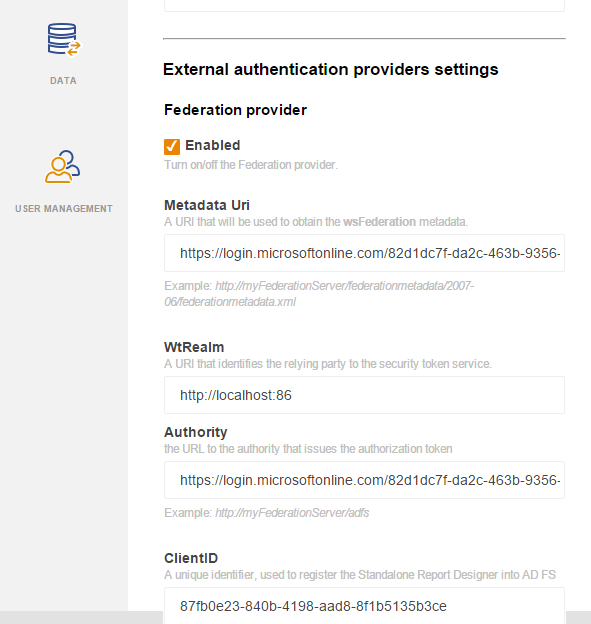 DATA
USER MANAGEMENT
External authentication providers settings
Federation provider
Enabled
Turn on/off the Federation provider.
Metadata Uri
A URI that will be used to obtain the wsFederation metadata.
https://login.microsoftonline.com/82d1dc7f-da2c-463b-9356-
Example: http://myFederationServer/federationmetadata/2007-
06/federationmetadata.xml
WtRealm
A URI that identifies the relying party to the security token service.
http://localhost:86
Authority
the URL to the authority that issues the authorization token
https://login.microsoftonline.com/82d1dc7f-da2c-463b-9356-
Example: http://myFederationServer/adfs
ClientID
A unique identifier, used to register the Standalone Report Designer into AD FS
87fb0e23-840b-4198-aad8-8f1b5135b3ce